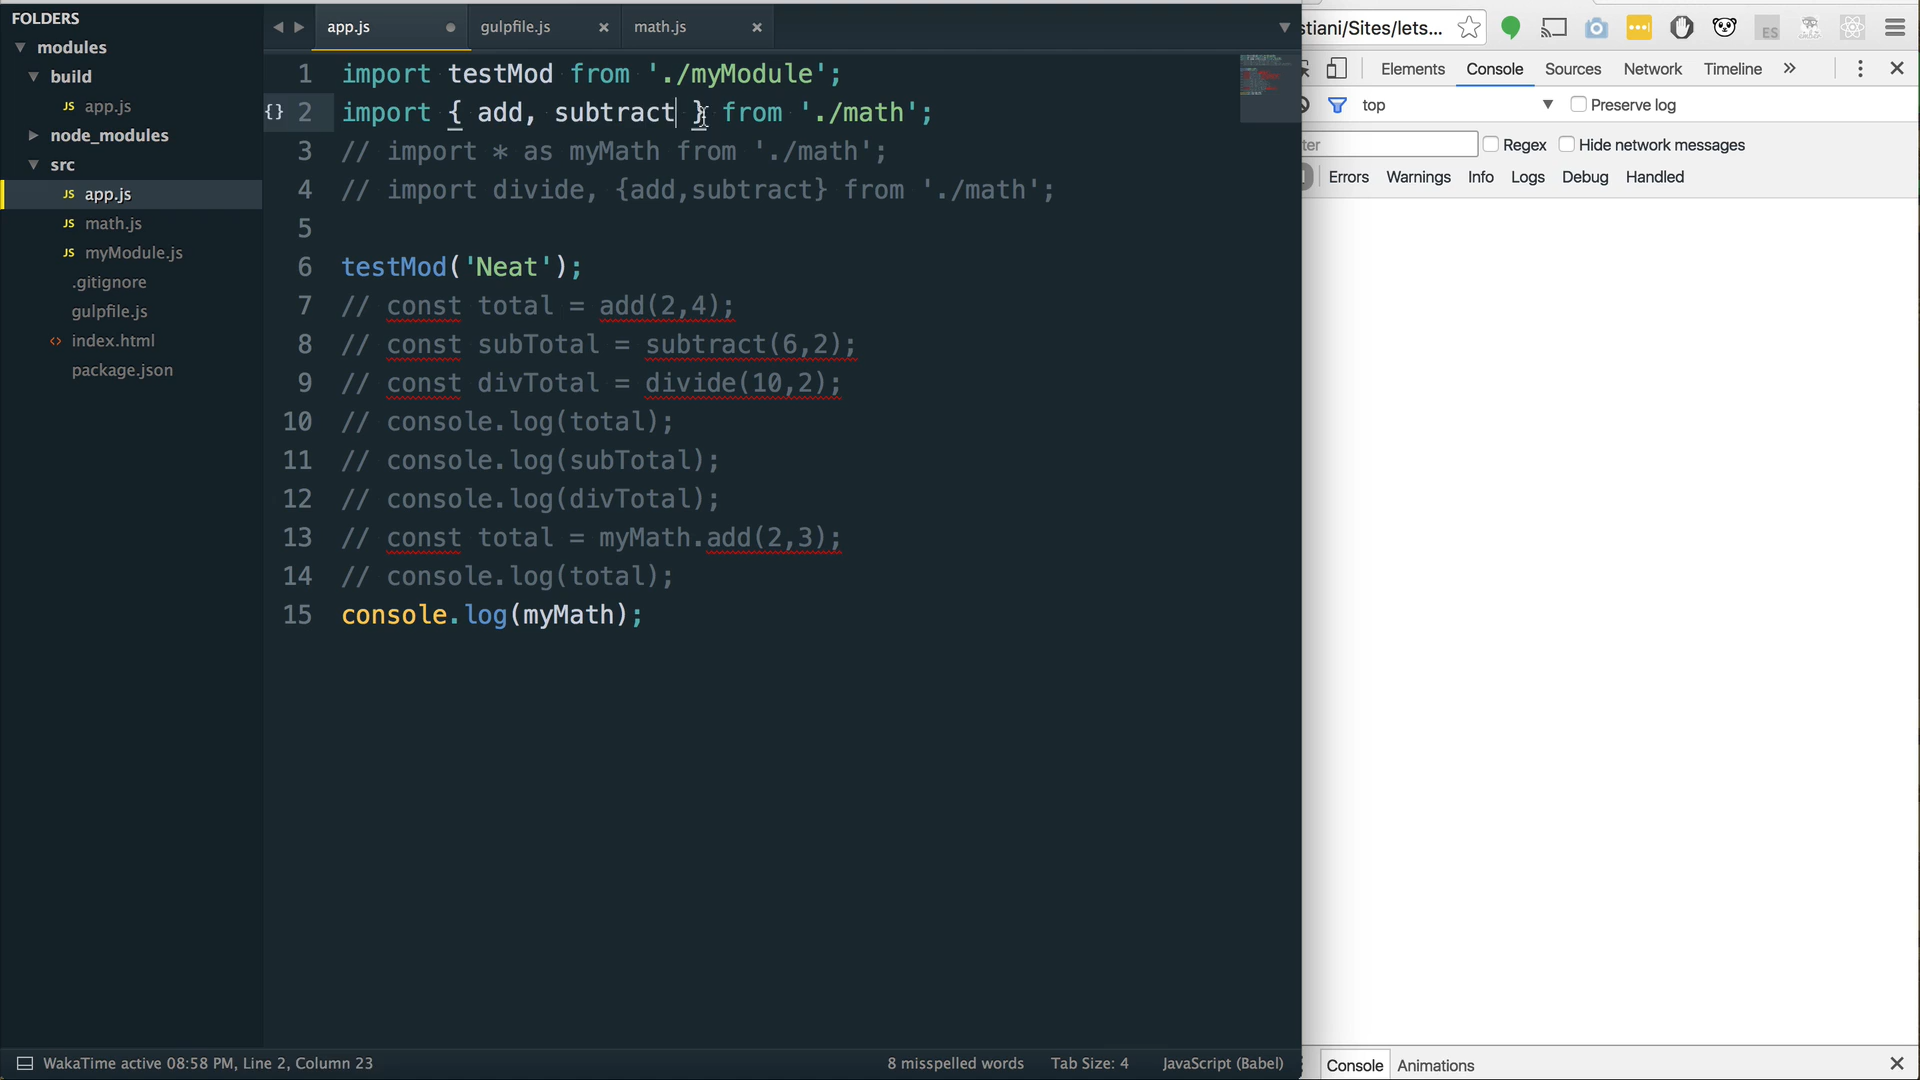 FOLDERS
modules
build
JS app.js
node_modules
src
JS app.js
JS math.js
JS myModule.js
.gitignore
gulpfile.js
<> index.html
package.json
app.js
gulpfile.js
math.js
1 import testMod from './myModule';
{} 2 import { add, subtract } from './math';
3 // import * as myMath from './math';
4 // import divide, {add,subtract} from './math';
5
6 testMod('Neat');
7 // const total = add(2,4);
8 // const subTotal = subtract(6,2);
9 // const divTotal = divide(10,2);
10 // console.log(total);
11 // console.log(subTotal);
12 // console.log(divTotal);
13 // const total = myMath.add(2,3);
14 // console.log(total);
15 console.log(myMath);
WakaTime active 08:58 PM, Line 2, Column 23
8 misspelled words
Tab Size: 4
JavaScript (Babel)
stiani/Sites/lets...
ES
Elements Console Sources Network Timeline »
top
Preserve log
ter
Regex
Hide network messages
Errors Warnings Info Logs Debug Handled
Console Animations